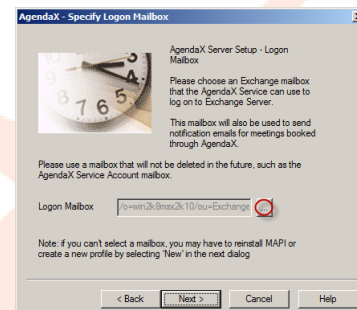 AgendaX - Specify Logon Mailbox
AgendaX Server Setup - Logon
Mailbox
Please choose an Exchange mailbox
that the AgendaX Service can use to
log on to Exchange Server.
This mailbox will also be used to send
notification emails for meetings booked
through AgendaX.
Please use a mailbox that will not be deleted in the future, such as the
AgendaX Service Account mailbox.
Logon Mailbox
/o=win2k8msx2k10/ou=Exchange
...
Note: if you can't select a mailbox, you may have to reinstall MAPI or
create a new profile by selecting 'New' in the next dialog
< Back Next > Cancel Help